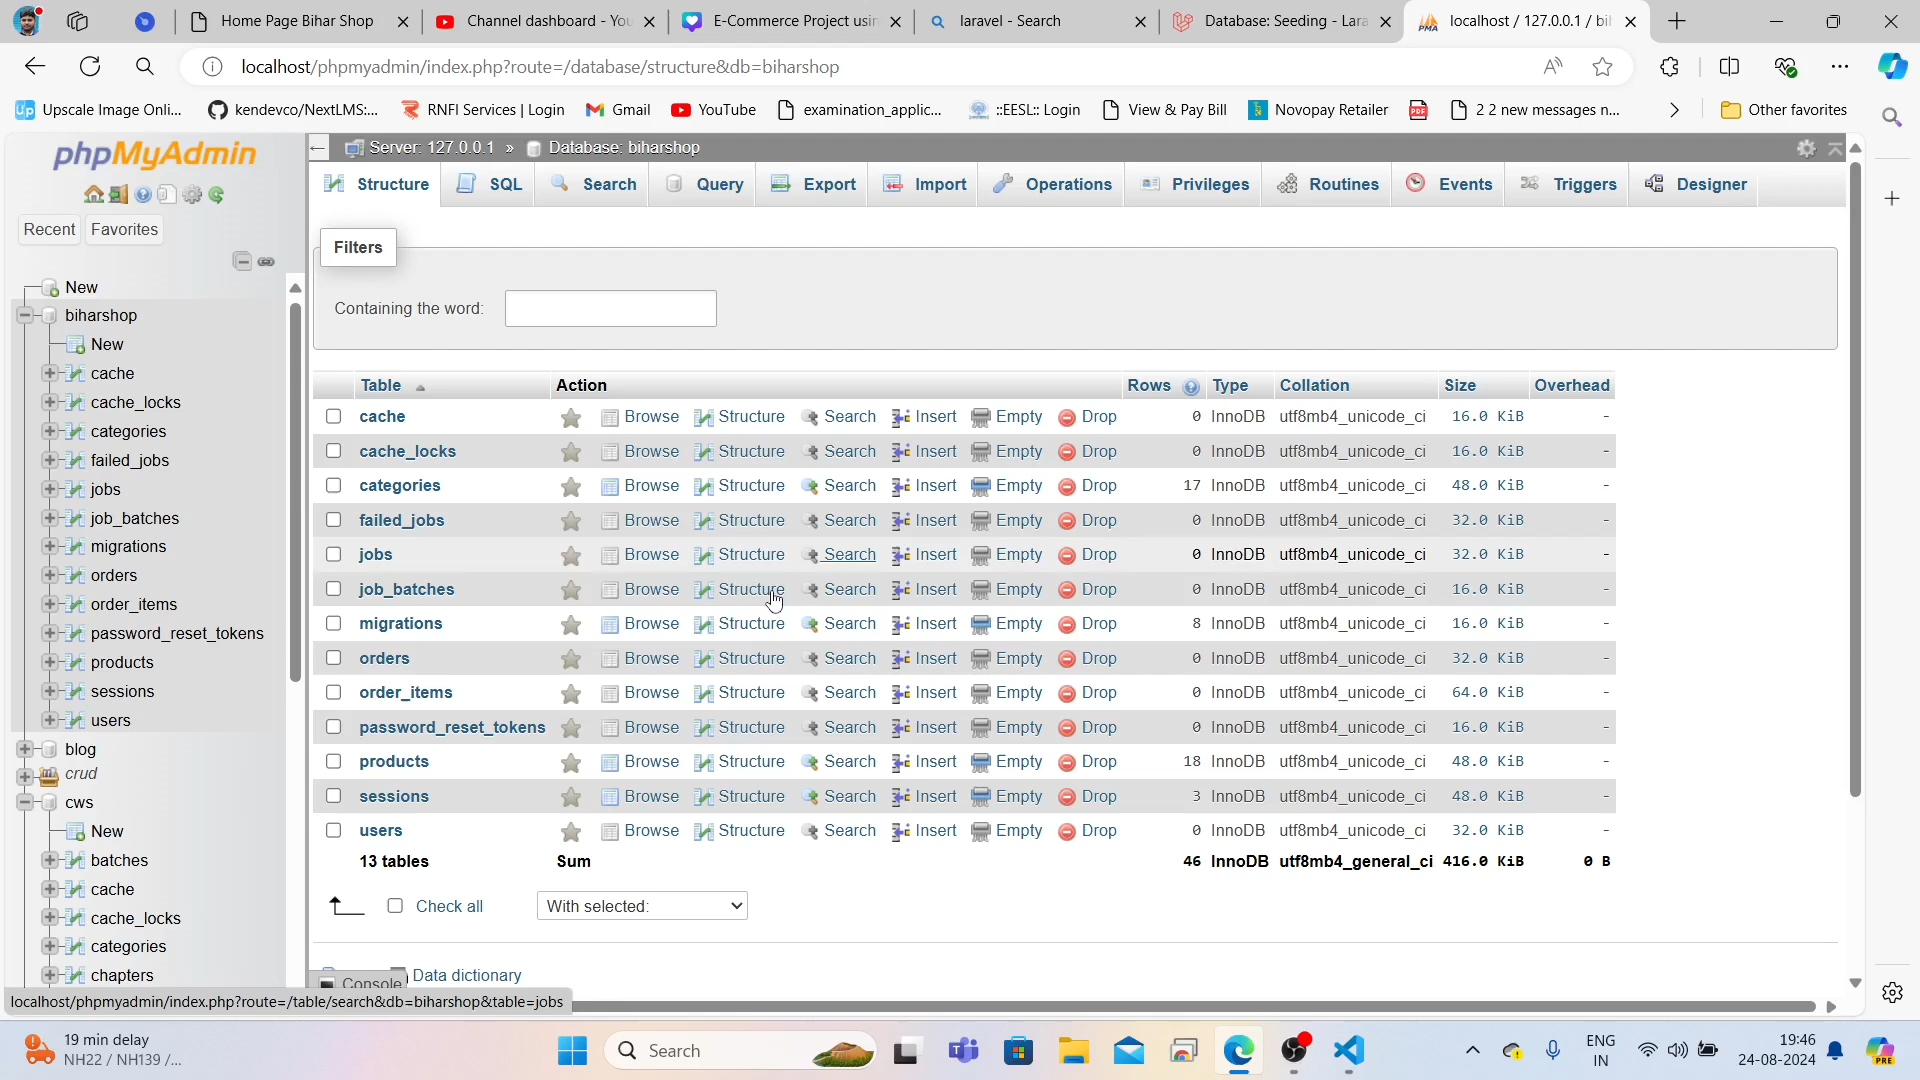 Home Page Bihar Shop
Channel dashboard - You
E-Commerce Project usin
laravel - Search
Database: Seeding - Lara
localhost / 127.0.0.1 / bil
localhost/phpmyadmin/index.php?route=/database/structure&db=biharshop
Upscale Image Onli...
kendevco/NextLMS:...
RNFI Services | Login
Gmail
YouTube
examination_applic...
::EESL:: Login
View & Pay Bill
Novopay Retailer
2 2 new messages n...
Other favorites
phpMyAdmin
Recent
Favorites
New
biharshop
New
cache
cache_locks
categories
failed_jobs
jobs
job_batches
migrations
orders
order_items
password_reset_tokens
products
sessions
users
blog
crud
cws
New
batches
cache
cache_locks
categories
chapters
Server: 127.0.0.1 » Database: biharshop
Structure SQL Search Query Export Import Operations Privileges Routines Events Triggers Designer
Filters
Containing the word:
Table Action Rows Type Collation Size Overhead
cache Browse Structure Search Insert Empty Drop 0 InnoDB utf8mb4_unicode_ci 16.0 KiB -
cache_locks Browse Structure Search Insert Empty Drop 0 InnoDB utf8mb4_unicode_ci 16.0 KiB -
categories Browse Structure Search Insert Empty Drop 17 InnoDB utf8mb4_unicode_ci 48.0 KiB -
failed_jobs Browse Structure Search Insert Empty Drop 0 InnoDB utf8mb4_unicode_ci 32.0 KiB -
jobs Browse Structure Search Insert Empty Drop 0 InnoDB utf8mb4_unicode_ci 32.0 KiB -
job_batches Browse Structure Search Insert Empty Drop 0 InnoDB utf8mb4_unicode_ci 16.0 KiB -
migrations Browse Structure Search Insert Empty Drop 8 InnoDB utf8mb4_unicode_ci 16.0 KiB -
orders Browse Structure Search Insert Empty Drop 0 InnoDB utf8mb4_unicode_ci 32.0 KiB -
order_items Browse Structure Search Insert Empty Drop 0 InnoDB utf8mb4_unicode_ci 64.0 KiB -
password_reset_tokens Browse Structure Search Insert Empty Drop 0 InnoDB utf8mb4_unicode_ci 16.0 KiB -
products Browse Structure Search Insert Empty Drop 18 InnoDB utf8mb4_unicode_ci 48.0 KiB -
sessions Browse Structure Search Insert Empty Drop 3 InnoDB utf8mb4_unicode_ci 48.0 KiB -
users Browse Structure Search Insert Empty Drop 0 InnoDB utf8mb4_unicode_ci 32.0 KiB -
13 tables Sum 46 InnoDB utf8mb4_general_ci 416.0 KiB 0 B
Check all With selected:
Data dictionary
Console
localhost/phpmyadmin/index.php?route=/table/search&db=biharshop&table=jobs
19 min delay
NH22 / NH139 /...
Search
ENG
IN
19:46
24-08-2024
PRE